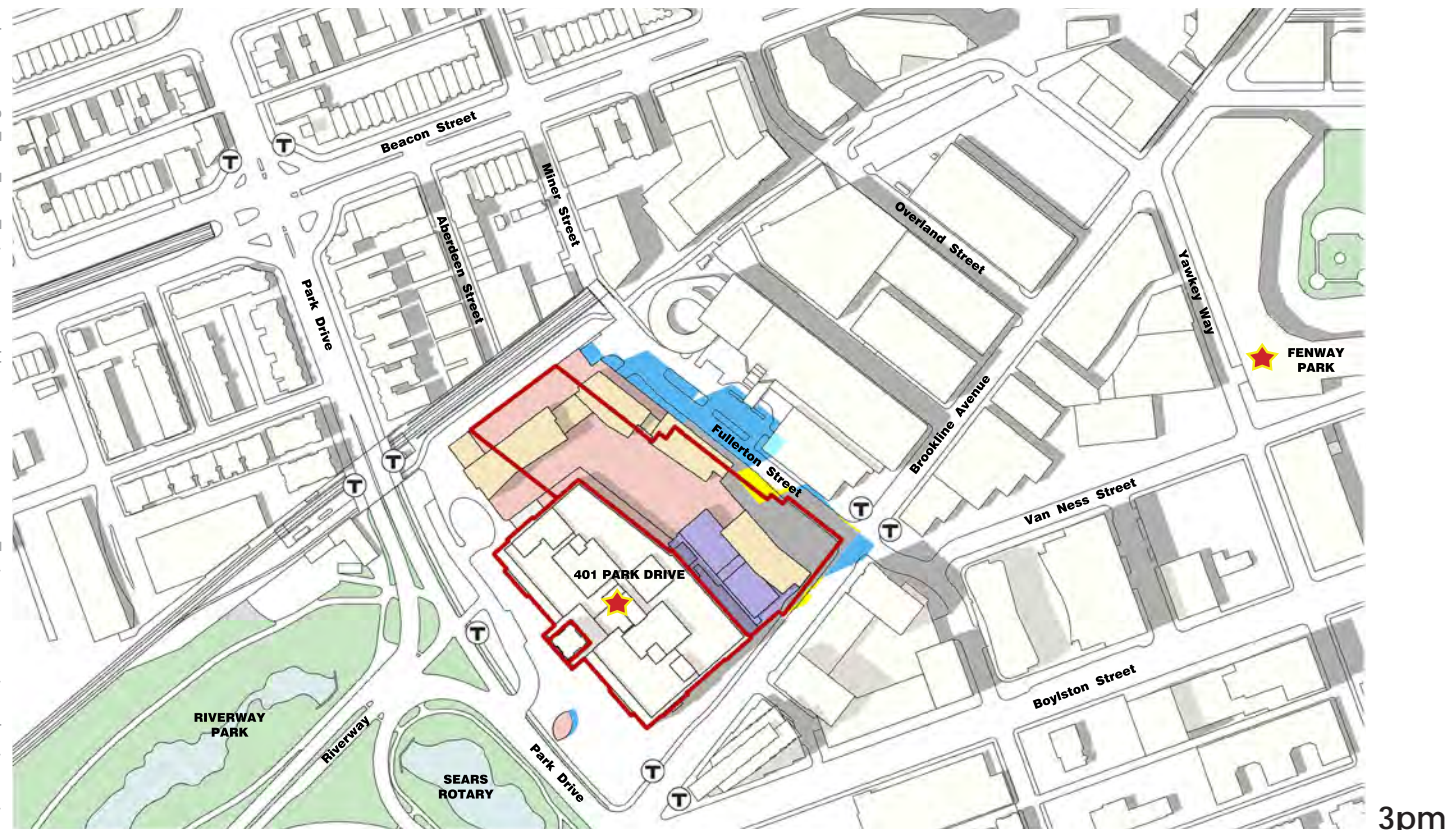 Beacon Street
Miner Street
Aberdeen Street
Overland Street
Park Drive
Yawkey Way
FENWAY
PARK
Brookline Avenue
Fullerton Street
Van Ness Street
401 PARK DRIVE
Boylston Street
RIVERWAY
PARK
Riverway
Park Drive
SEARS
ROTARY
T
T
T
T
T
T
T
T
T
3pm